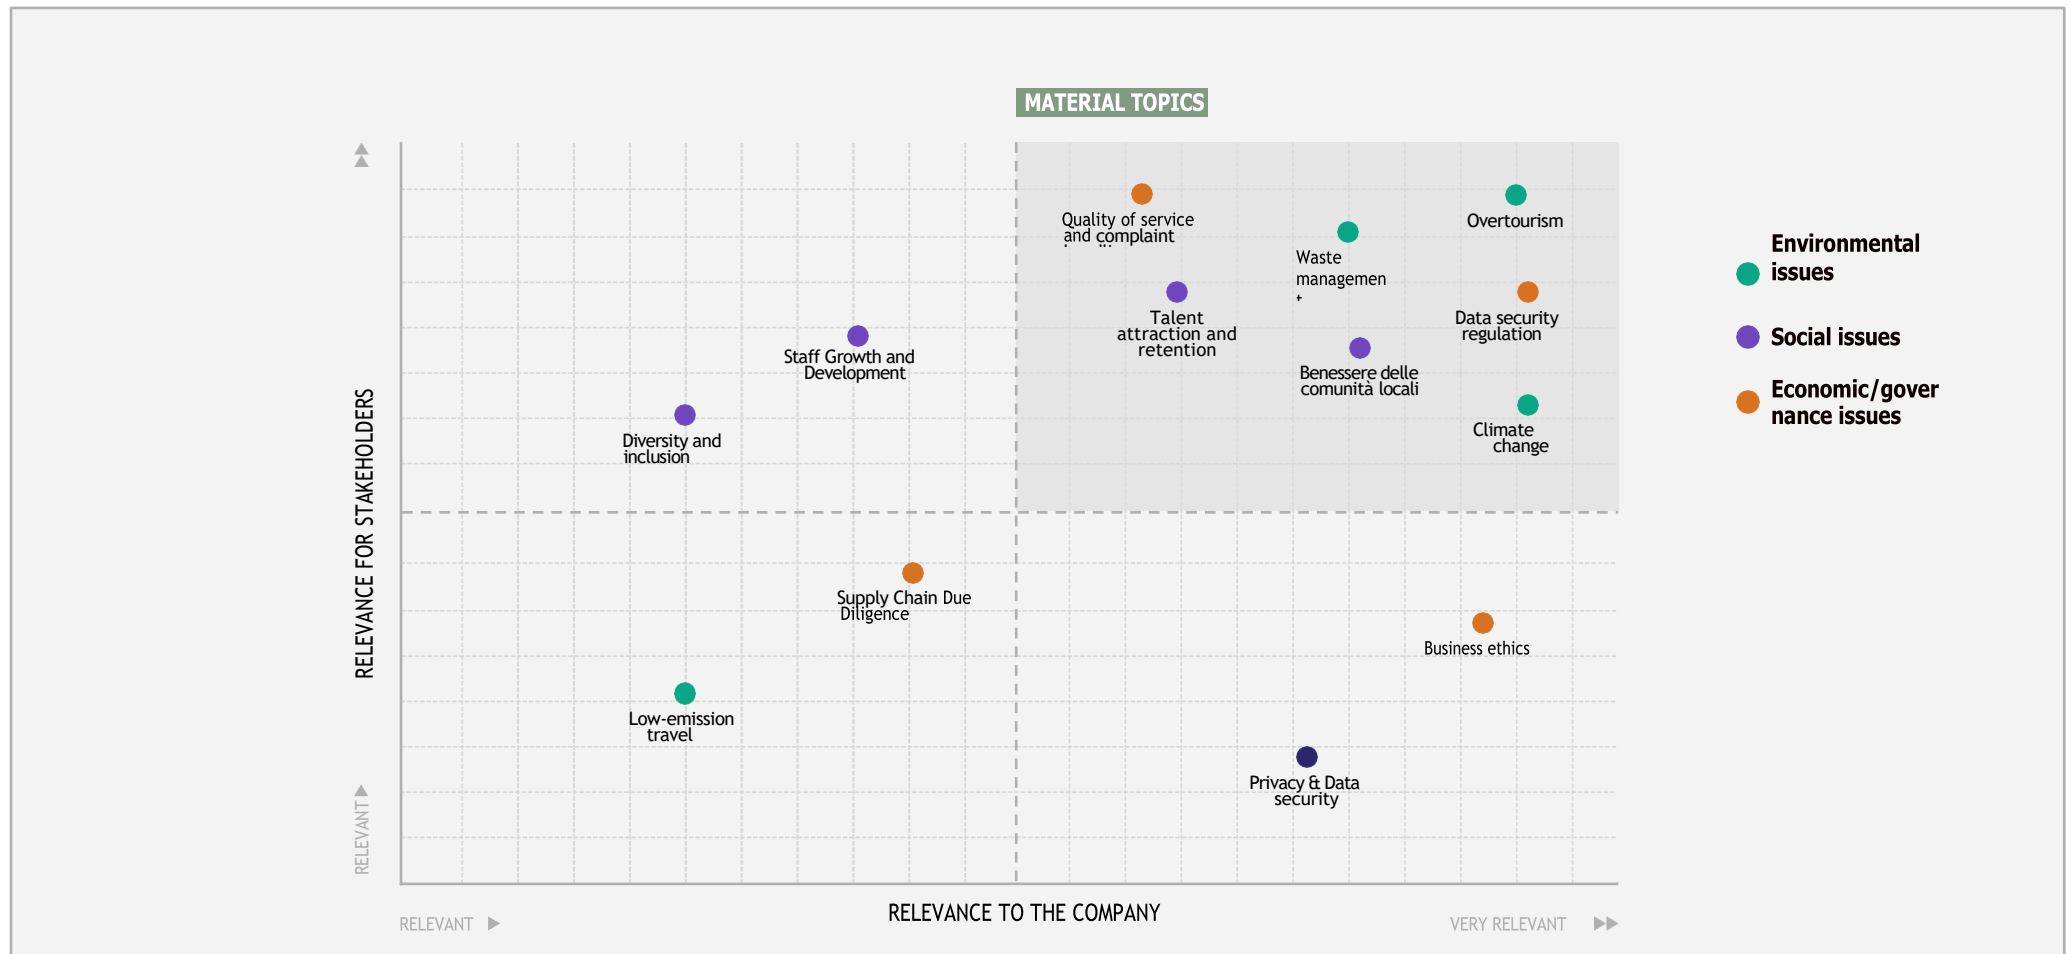 MATERIAL TOPICS
Quality of service
and complaint
Overtourism
Waste
managemen
Talent
attraction and
retention
Data security
regulation
Staff Growth and
Development
Benessere delle
comunità locali
Diversity and
inclusion
Climate
change
Environmental
issues
Social issues
Economic/gover
nance issues
RELEVANCE FOR STAKEHOLDERS
Supply Chain Due
Diligence
Business ethics
Low-emission
travel
Privacy & Data
security
RELEVANT
RELEVANT
RELEVANCE TO THE COMPANY
VERY RELEVANT